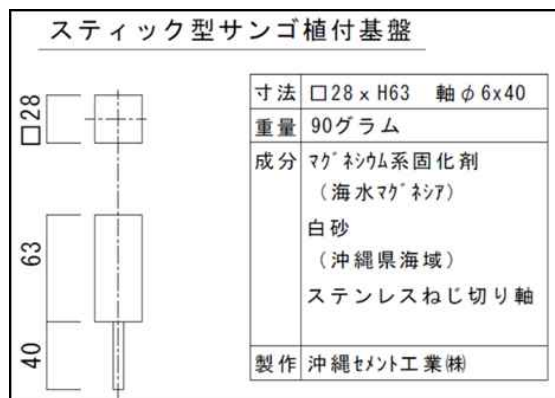 スティック型サンゴ植付基盤
□28
63
40
寸法 □28 x H63 軸φ6x40
重量 90グラム
成分 ﾏｸﾞﾈｼｳﾑ系固化剤
（海水ﾏｸﾞﾈｼｱ）
白砂
（沖縄県海域）
ステンレスねじ切り軸
製作 沖縄ｾﾒﾝﾄ工業㈱